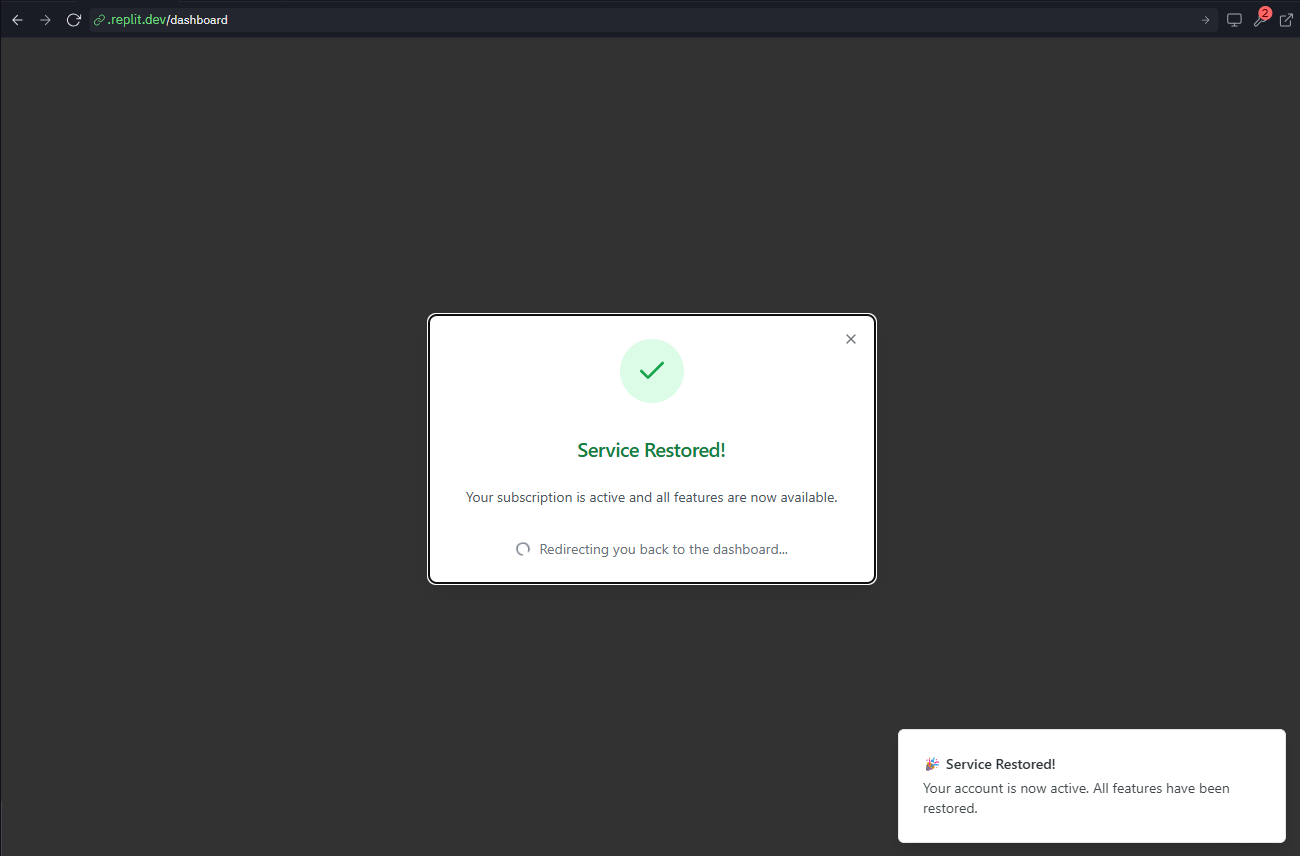 .replit.dev/dashboard
2
Service Restored!
Your subscription is active and all features are now available.
Redirecting you back to the dashboard...
🎉 Service Restored!
Your account is now active. All features have been
restored.